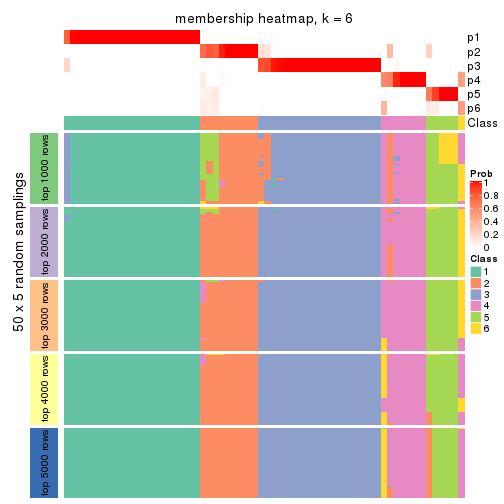 membership heatmap, k = 6
p1
p2
p3
p4
p5
p6
Class
50 x 5 random samplings
top 1000 rows
top 2000 rows
top 3000 rows
top 4000 rows
top 5000 rows
Prob
1
0.8
0.6
0.4
0.2
0
Class
1
2
3
4
5
6